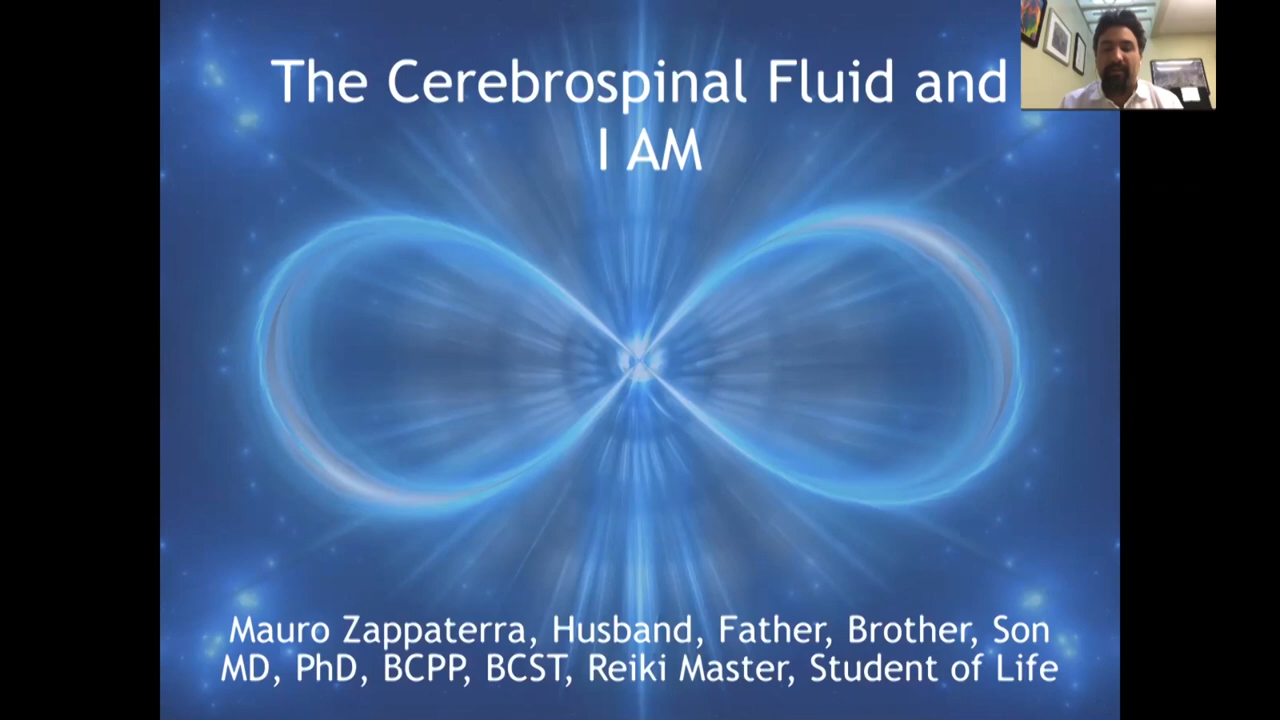 The Cerebrospinal Fluid and
I AM
Mauro Zappaterra, Husband, Father, Brother, Son
MD, PhD, BCPP, BCST, Reiki Master, Student of Life